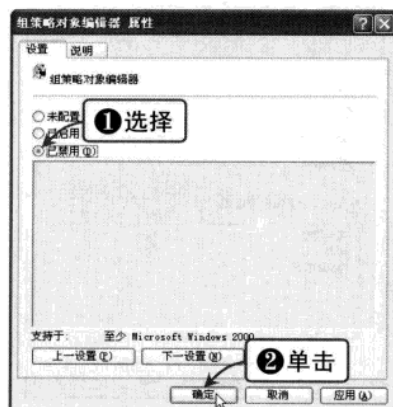 组策略对象编辑器 属性
设置 说明
组策略对象编辑器
未配置
已启用
❶选择
已禁用(D)
支持于: 至少 Microsoft Windows 2000
上一设置(P) 下一设置(N)
❷单击
确定 取消 应用(A)